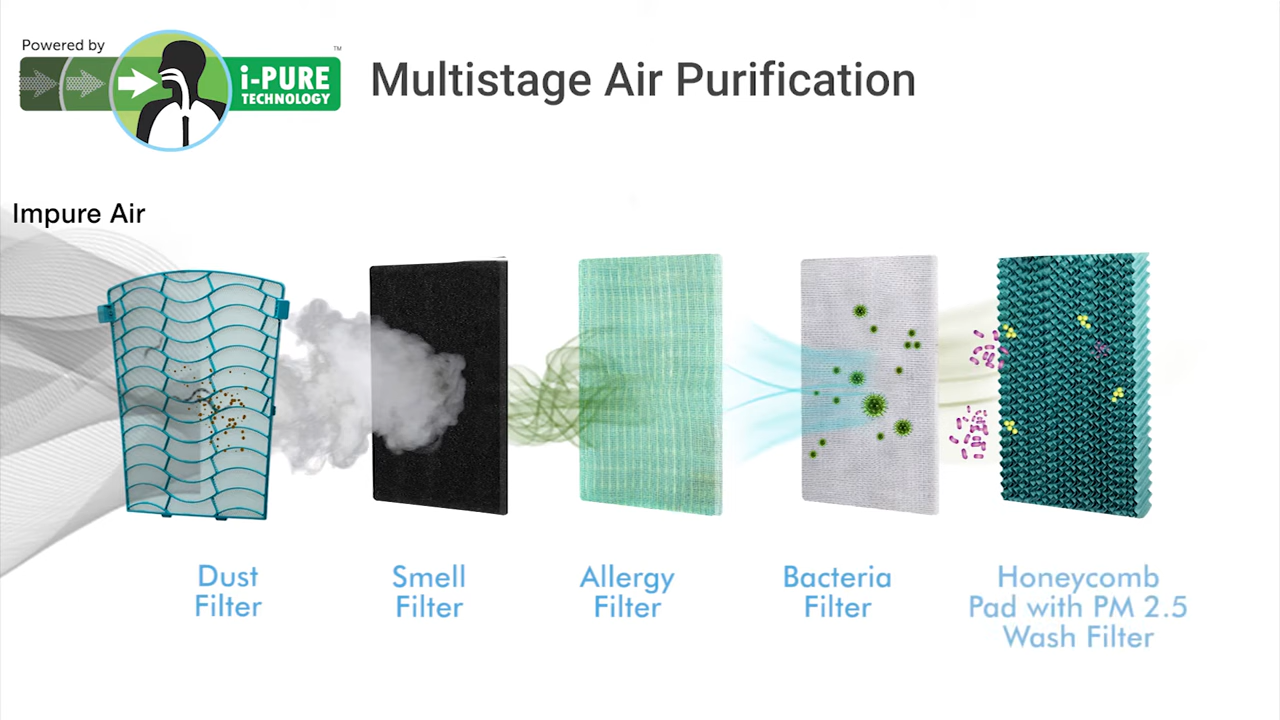 Powered by
i-PURE
TECHNOLOGY
TM
Multistage Air Purification
Impure Air
Dust
Filter
Smell
Filter
Allergy
Filter
Bacteria
Filter
Honeycomb
Pad with PM 2.5
Wash Filter